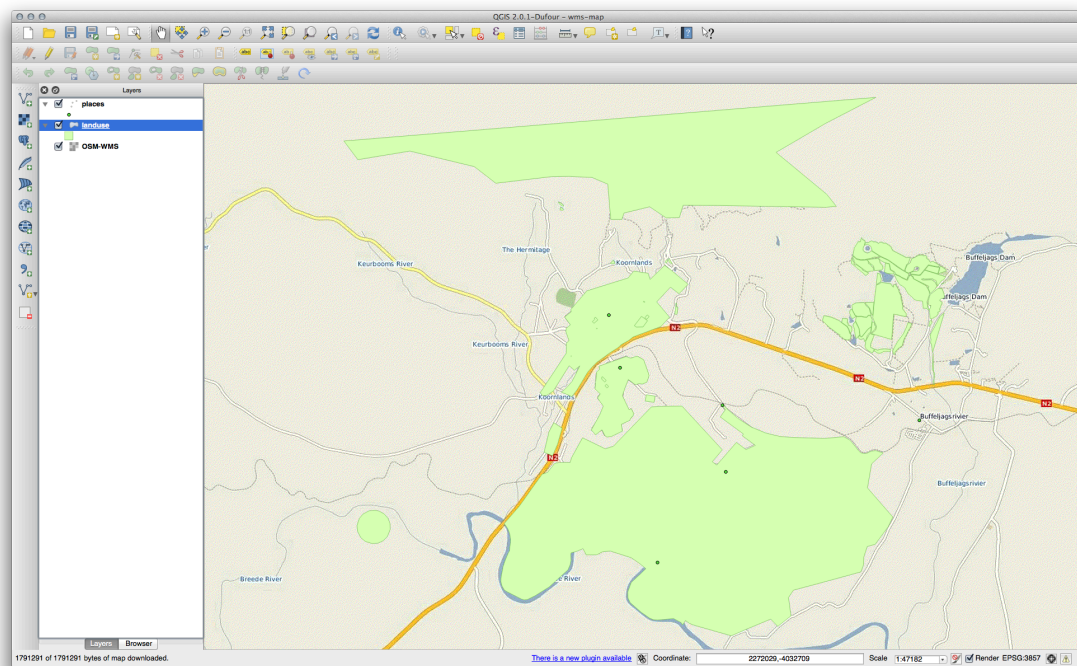 QGIS 2.0.1-Dufour - wms-map
Layers
places
landuse
OSM-WMS
The Hermitage
Keurbooms River
Koornlands
Buffeljags Dam
N2
Keurbooms River
N2
Koornlands
N2
Buffeljagsrivier
N2
Buffeljagsrivier
Breede River
River
Layers
Browser
1791291 of 1791291 bytes of map downloaded.
There is a new plugin available
Coordinate:
2272029,-4032709
Scale
1:47182
Render
EPSG:3857